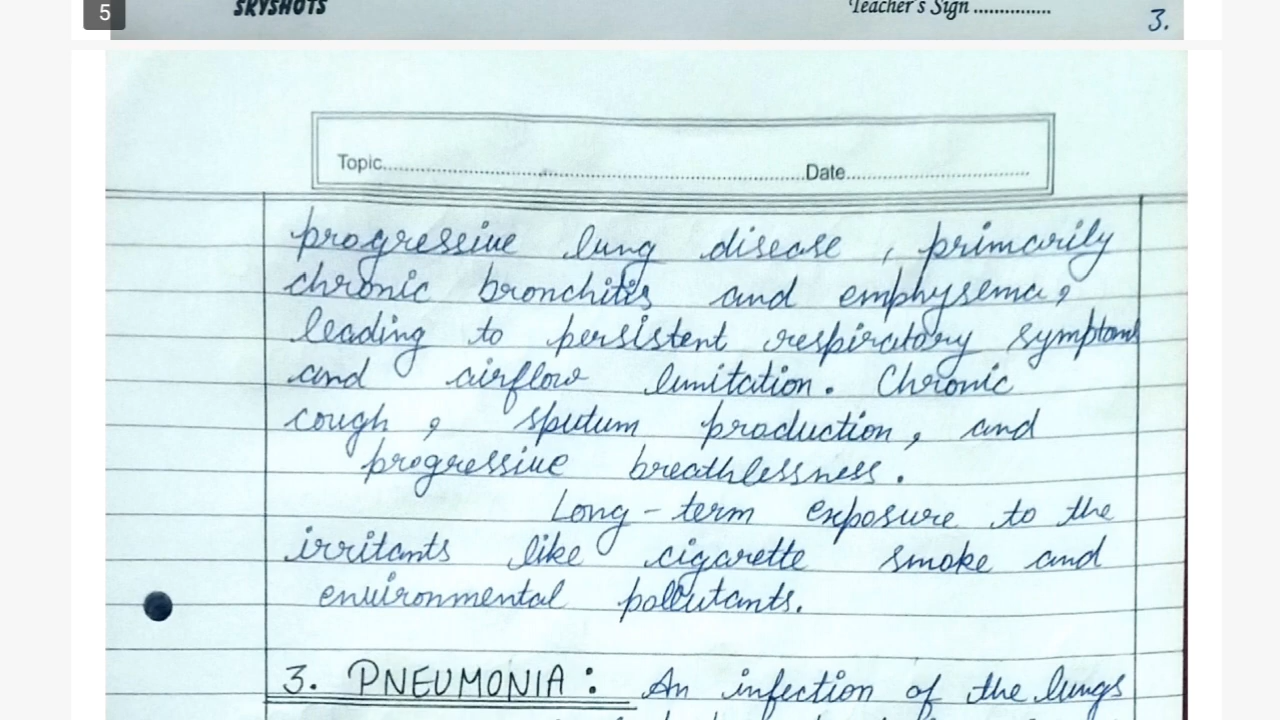 5
SKYSHOTS
Teacher's Sign ...............
3.
Topic....................Date....................
progressive lung disease, primarily
chronic bronchitis and emphysema,
leading to persistent respiratory symptoms
and airflow limitation. Chronic
cough, sputum production, and
progressive breathlessness.
Long-term exposure to the
irritants like cigarette smoke and
environmental pollutants.
3. PNEUMONIA: An infection of the lungs